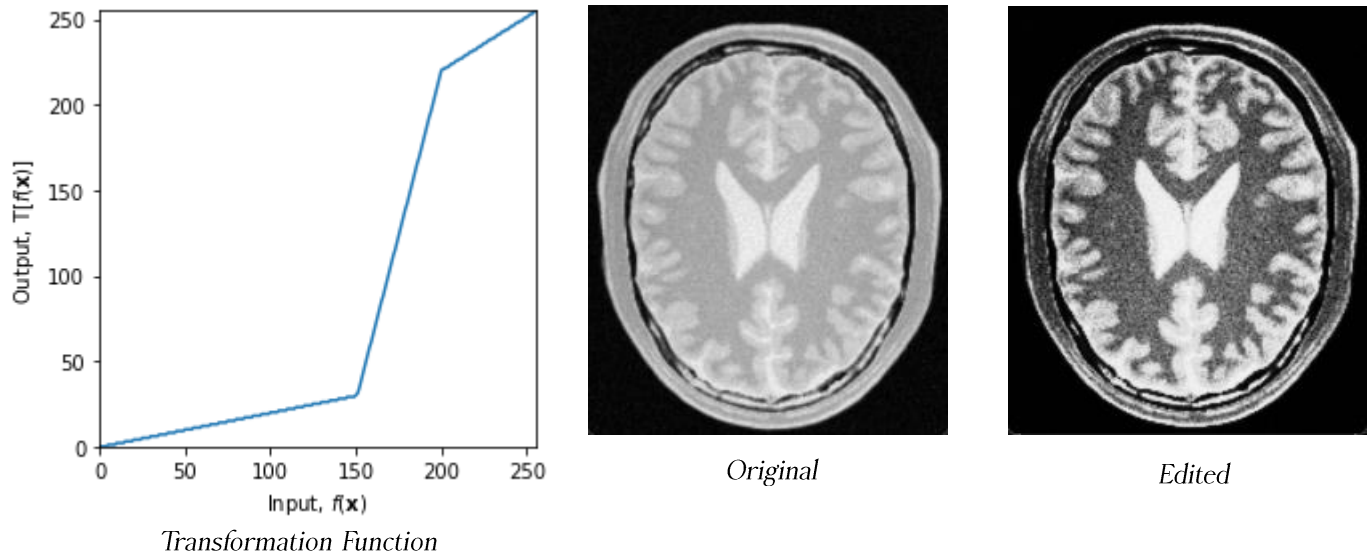 250
200
150
100
50
0
Output, T[f(x)]
0 50 100 150 200 250
Input, f(x)
Transformation Function
Original
Edited